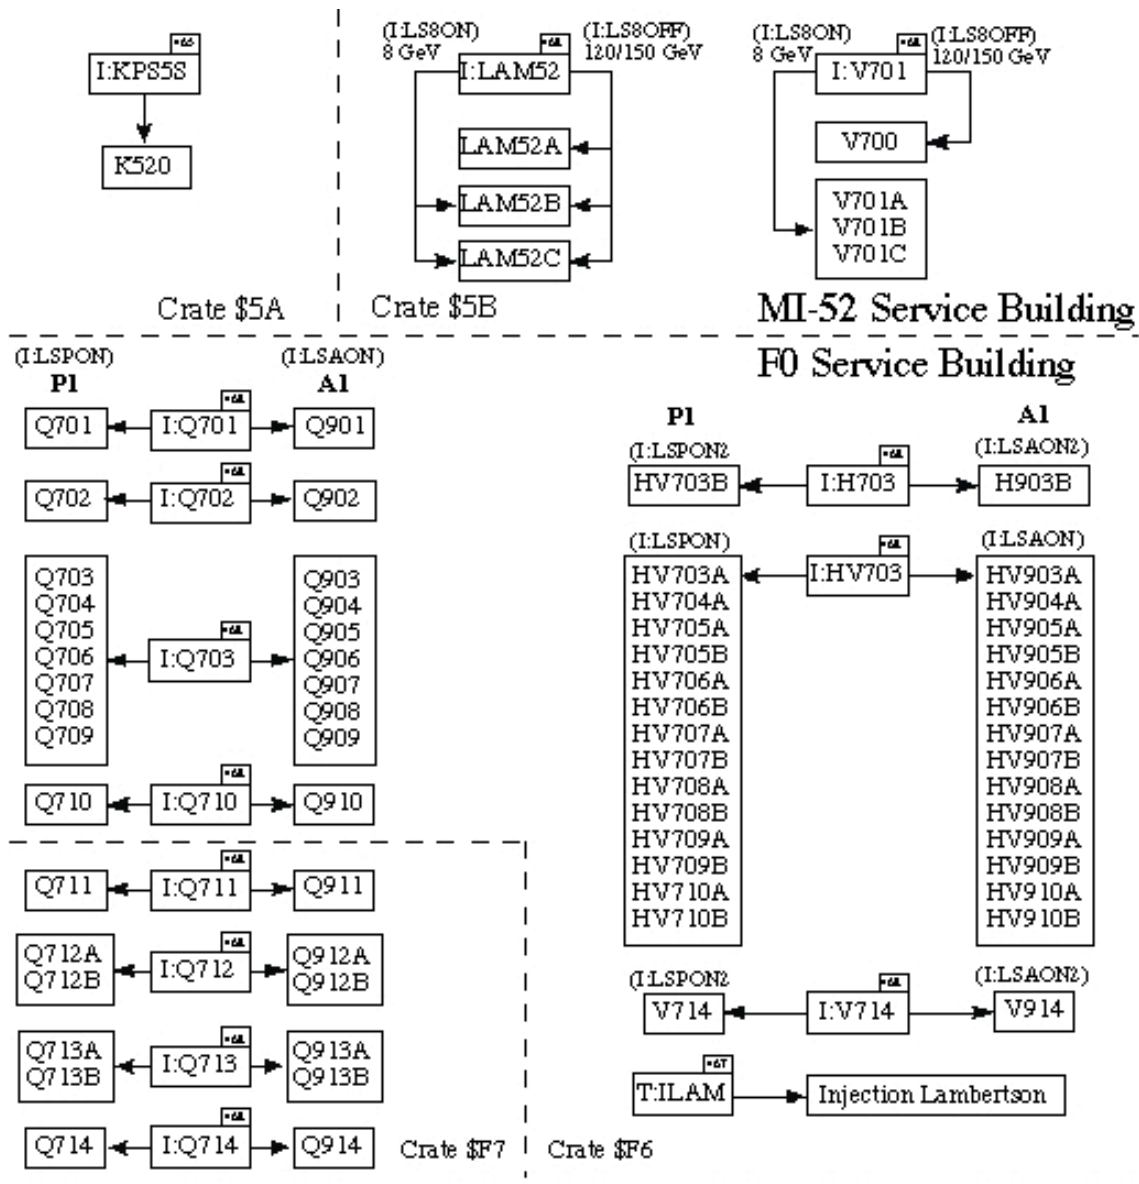 I:KPS5S
K520
Crate $5A
(I:LS8ON)
8 GeV
(I:LS8OFF)
120/150 GeV
I:LAM52
LAM52A
LAM52B
LAM52C
Crate $5B
(I:LS8ON)
8 GeV
(I:LS8OFF)
120/150 GeV
I:V701
V700
V701A
V701B
V701C
MI-52 Service Building
F0 Service Building
(I:LSPON)
P1
(I:LSAON)
A1
Q701
I:Q701
Q901
Q702
I:Q702
Q902
Q703
Q704
Q705
Q706
Q707
Q708
Q709
I:Q703
Q903
Q904
Q905
Q906
Q907
Q908
Q909
Q710
I:Q710
Q910
Q711
I:Q711
Q911
Q712A
Q712B
I:Q712
Q912A
Q912B
Q713A
Q713B
I:Q713
Q913A
Q913B
Q714
I:Q714
Q914
Crate $F7
P1
A1
(I:LSPON2
(I:LSAON2)
HV703B
I:H703
H903B
(I:LSPON)
(I:LSAON)
I:HV703
HV703A
HV704A
HV705A
HV705B
HV706A
HV706B
HV707A
HV707B
HV708A
HV708B
HV709A
HV709B
HV710A
HV710B
HV903A
HV904A
HV905A
HV905B
HV906A
HV906B
HV907A
HV907B
HV908A
HV908B
HV909A
HV909B
HV910A
HV910B
(I:LSPON2
(I:LSAON2)
V714
I:V714
V914
T:ILAM
Injection Lambertson
Crate $F6